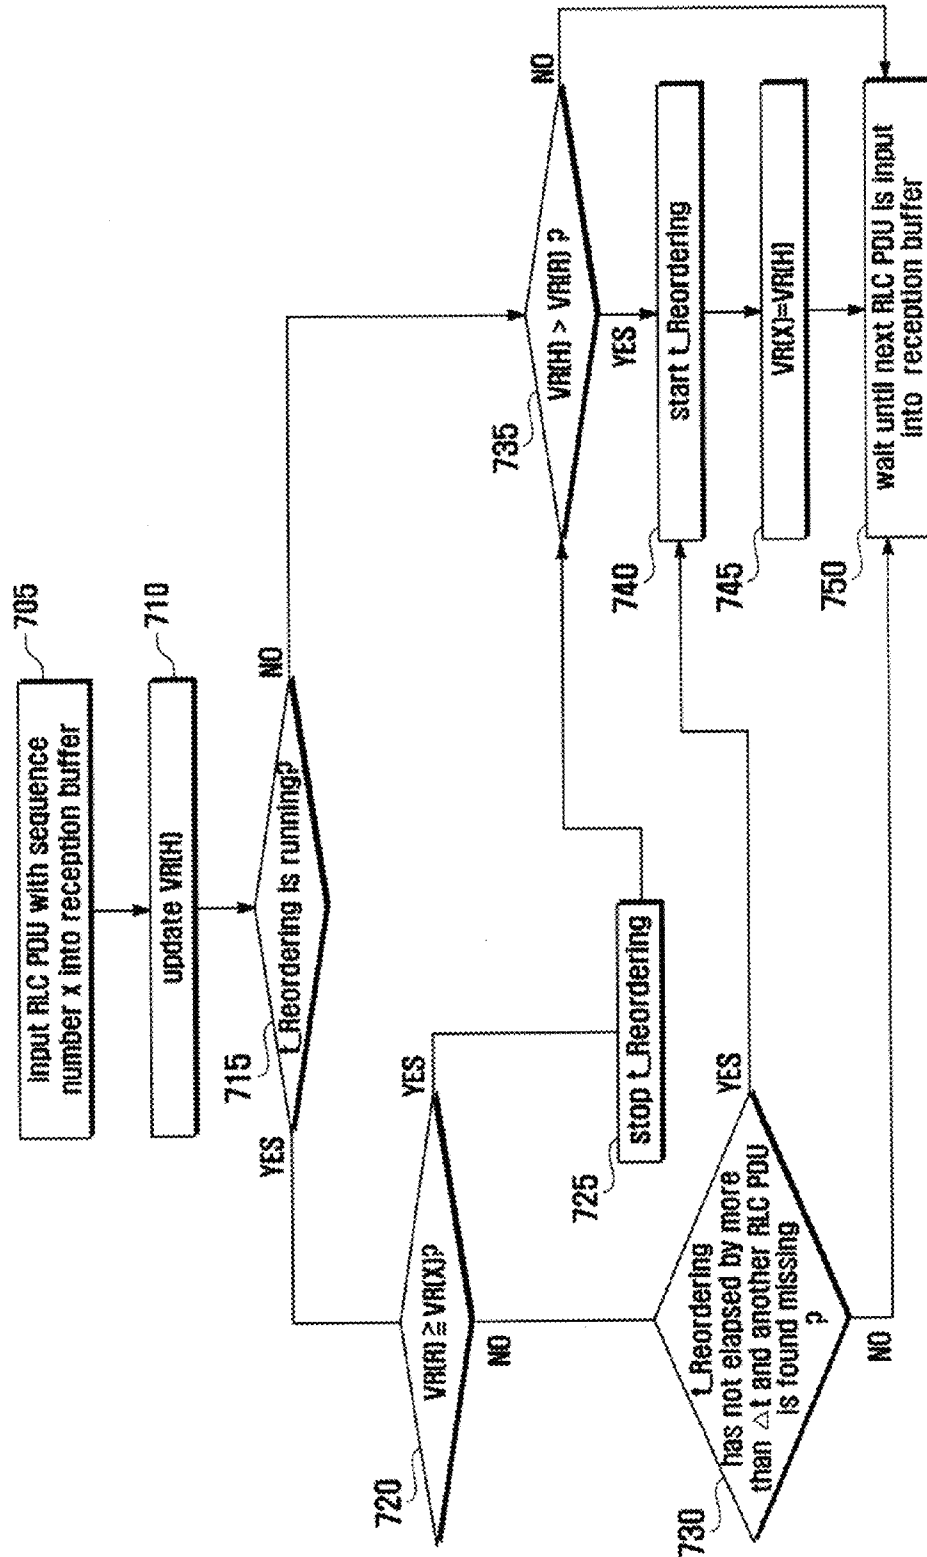 Input RLC PDU with sequence
number x into reception buffer
705
update VR(H)
710
t_Reordering is running?
715
YES
NO
VR(R) ≧ VR(X)?
720
YES
NO
stop t_Reordering
725
t_Reordering
has not elapsed by more
than △t and another RLC PDU
is found missing
?
730
YES
NO
VR(H) > VR(R) ?
735
NO
YES
start t_Reordering
740
VR(X)=VR(H)
745
wait until next RLC PDU is input
into reception buffer
750